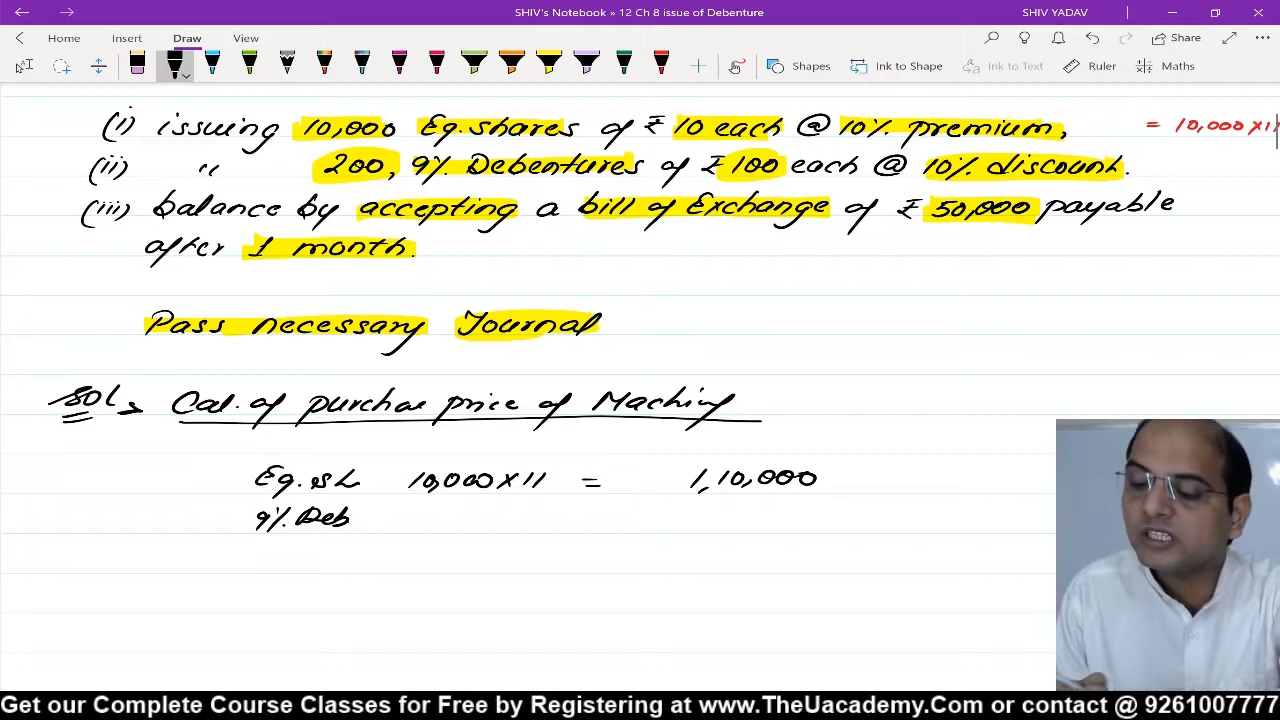 SHIV's Notebook » 12 Ch 8 issue of Debenture
SHIV YADAV
Home Insert Draw View
Share
Shapes Ink to Shape Ink to Text Ruler Maths
(i) issuing 10,000 Eq. shares of ₹ 10 each @ 10% premium,
= 10,000 × 11
(ii) " 200, 9% Debentures of ₹ 100 each @ 10% discount.
(iii) balance by accepting a bill of Exchange of ₹ 50,000 payable
after 1 month.
Pass necessary Journal
Sol Cal. of purchae price of Machinf
Eq. sh 10,000 × 11 = 1,10,000
9% Deb
Get our Complete Course Classes for Free by Registering at www.TheUacademy.Com or contact @ 9261007777